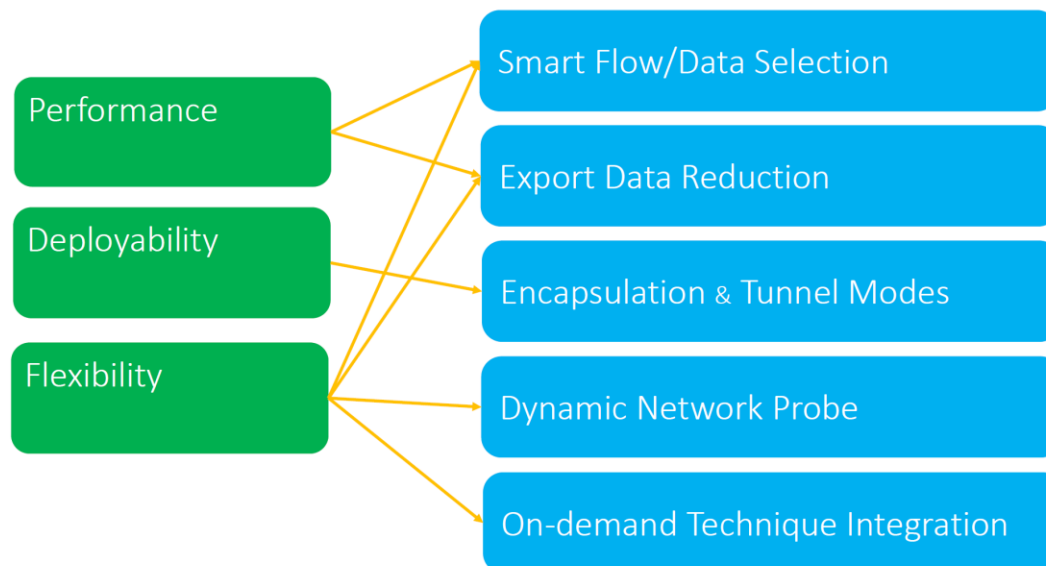 Performance
Deployability
Flexibility
Smart Flow/Data Selection
Export Data Reduction
Encapsulation & Tunnel Modes
Dynamic Network Probe
On-demand Technique Integration